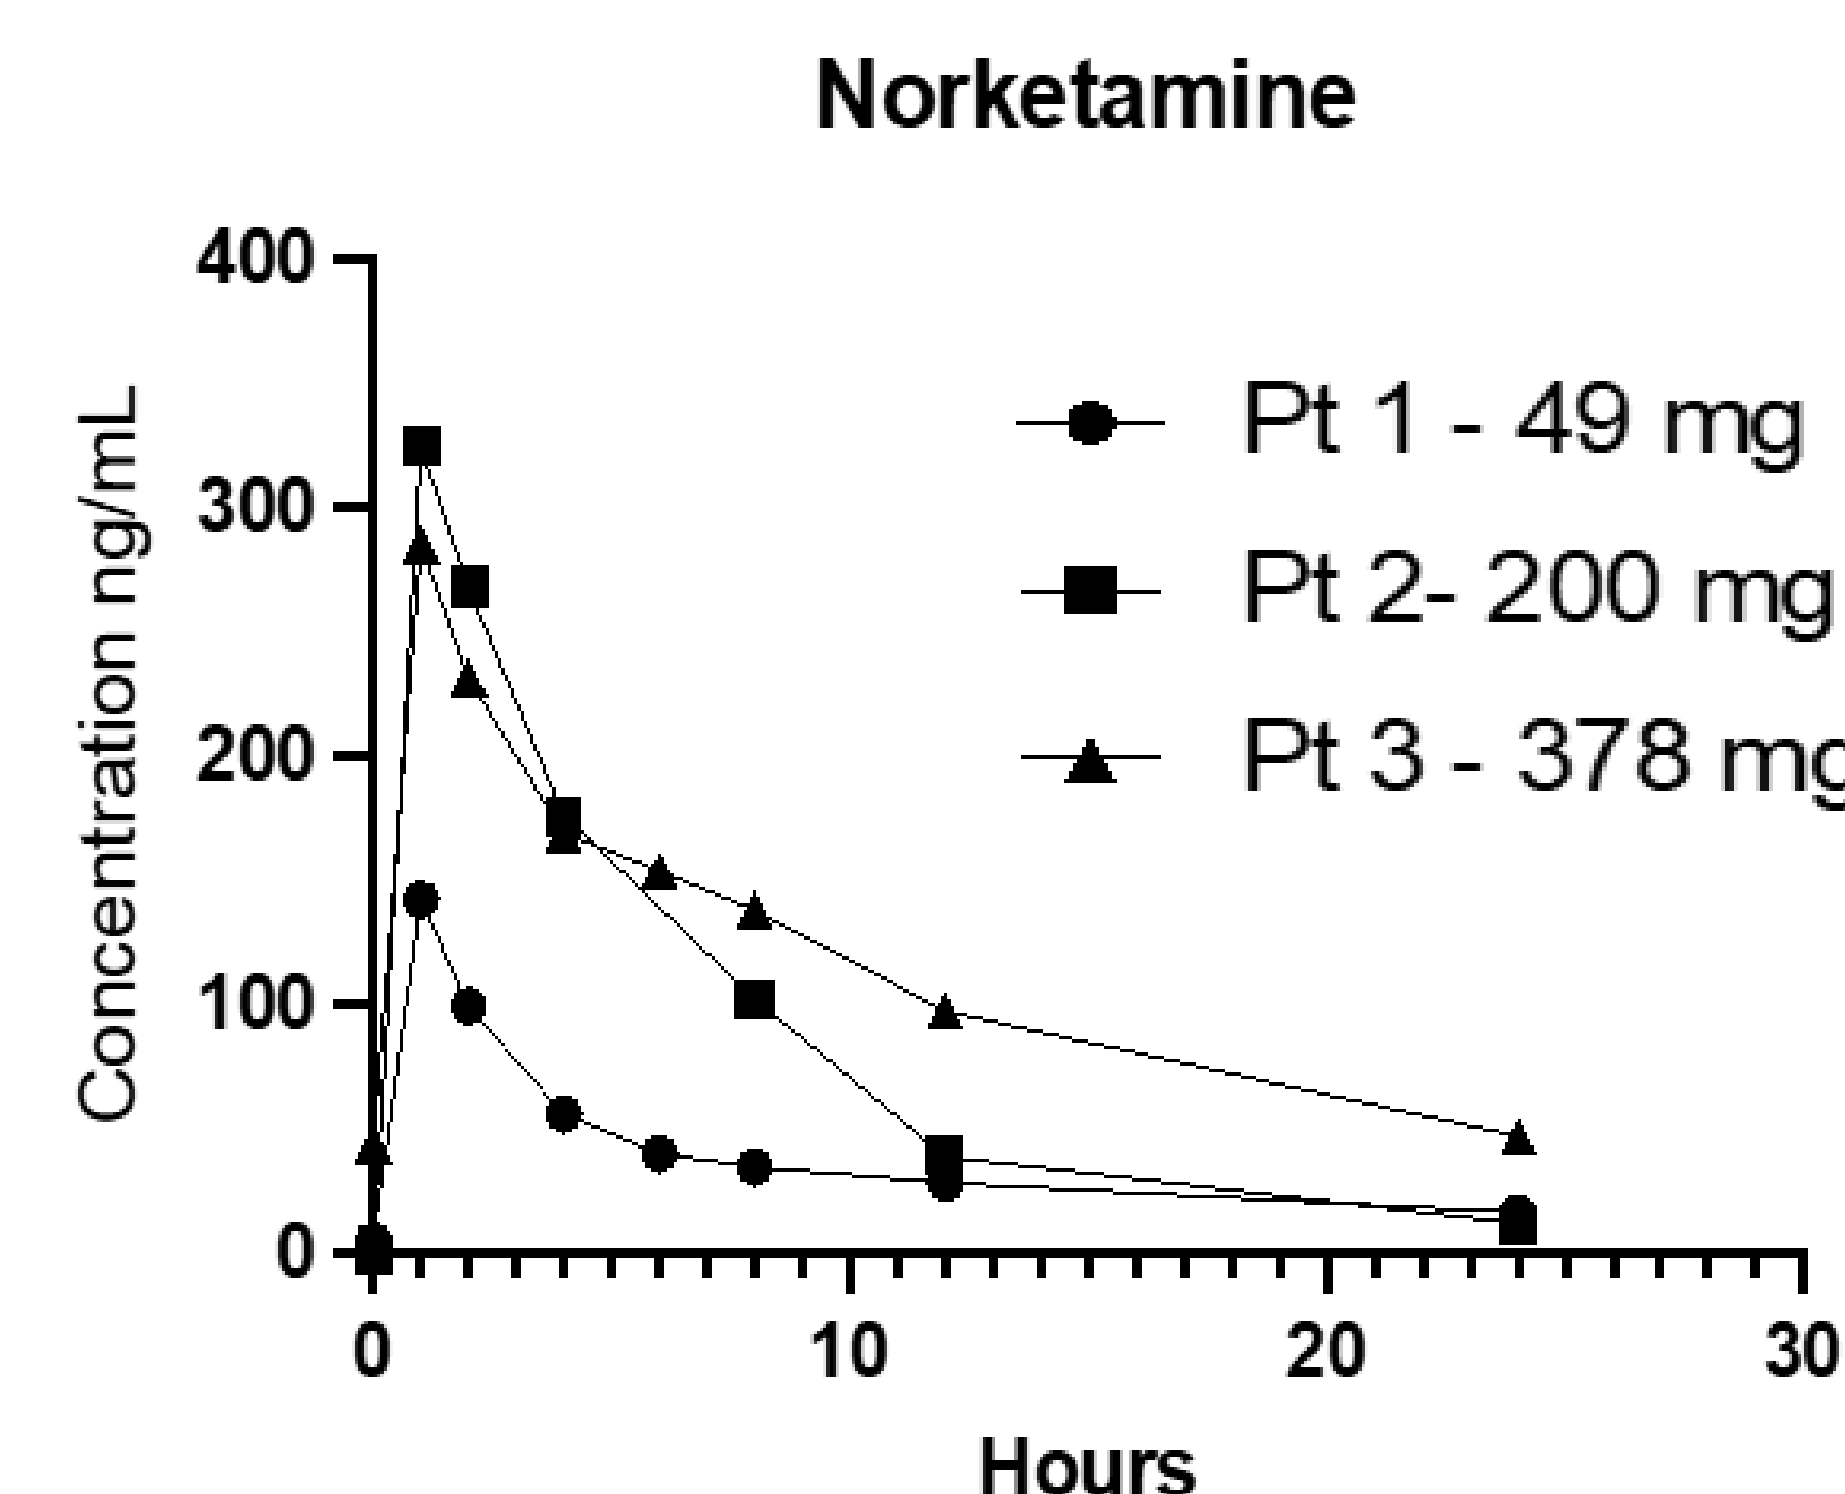 Norketamine
400
300
200
100
0
Concentration ng/mL
Pt 1 - 49 mg
Pt 2- 200 mg
Pt 3 - 378 mg
0 10 20 30
Hours